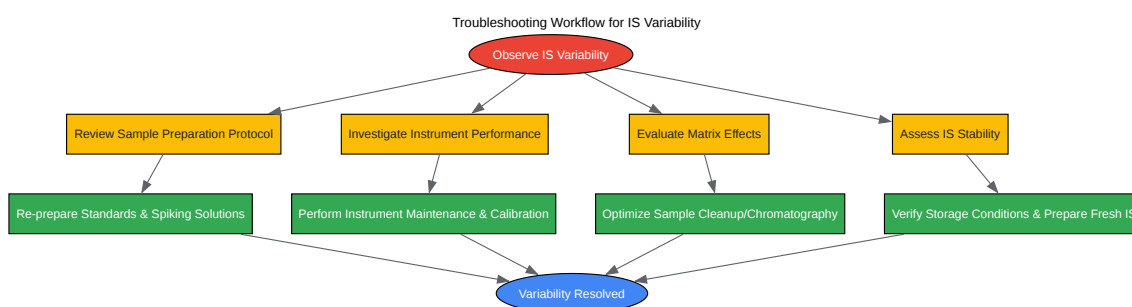 Troubleshooting Workflow for IS Variability
Observe IS Variability
Review Sample Preparation Protocol
Investigate Instrument Performance
Evaluate Matrix Effects
Assess IS Stability
Re-prepare Standards & Spiking Solutions
Perform Instrument Maintenance & Calibration
Optimize Sample Cleanup/Chromatography
Verify Storage Conditions & Prepare Fresh IS
Variability Resolved